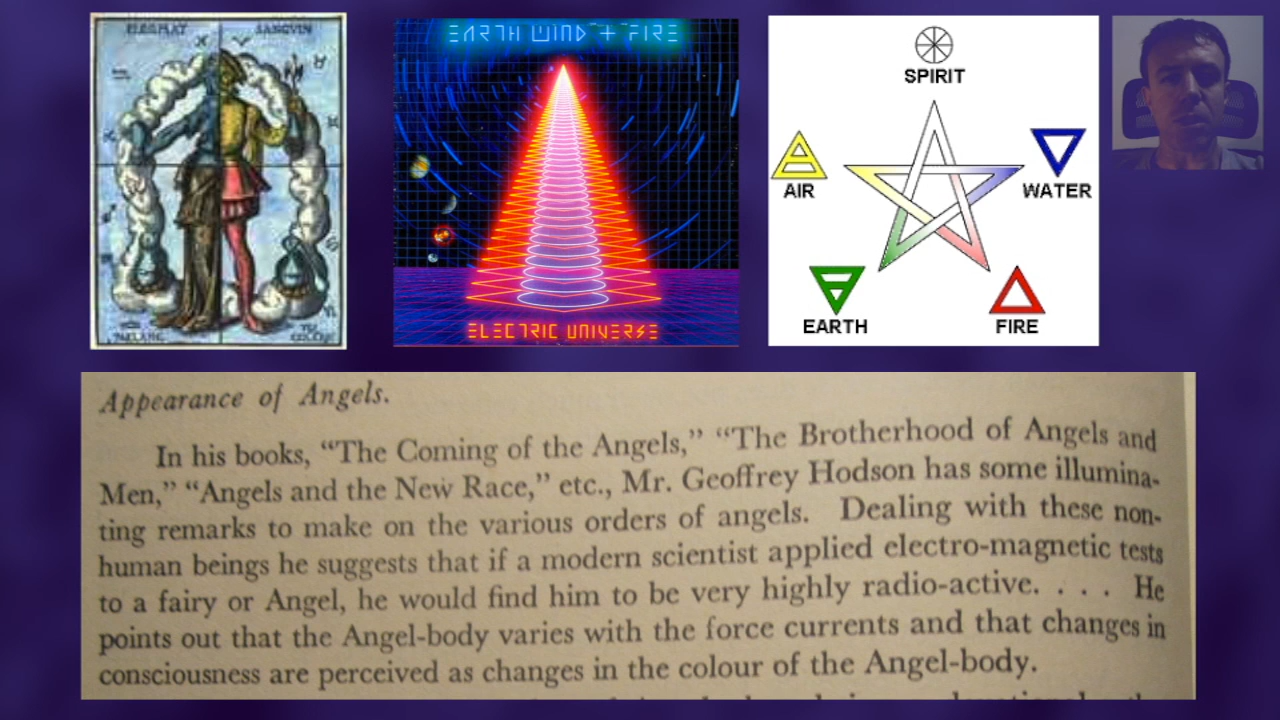 FLEGMAT SANGVIN
EARTH WIND + FIRE
ELECTRIC UNIVERSE
SPIRIT
AIR
WATER
EARTH
FIRE
Appearance of Angels.
In his books, “The Coming of the Angels,” “The Brotherhood of Angels and
Men,” “Angels and the New Race,” etc., Mr. Geoffrey Hodson has some illumina-
ting remarks to make on the various orders of angels. Dealing with these non-
human beings he suggests that if a modern scientist applied electro-magnetic tests
to a fairy or Angel, he would find him to be very highly radio-active. . . . He
points out that the Angel-body varies with the force currents and that changes in
consciousness are perceived as changes in the colour of the Angel-body.